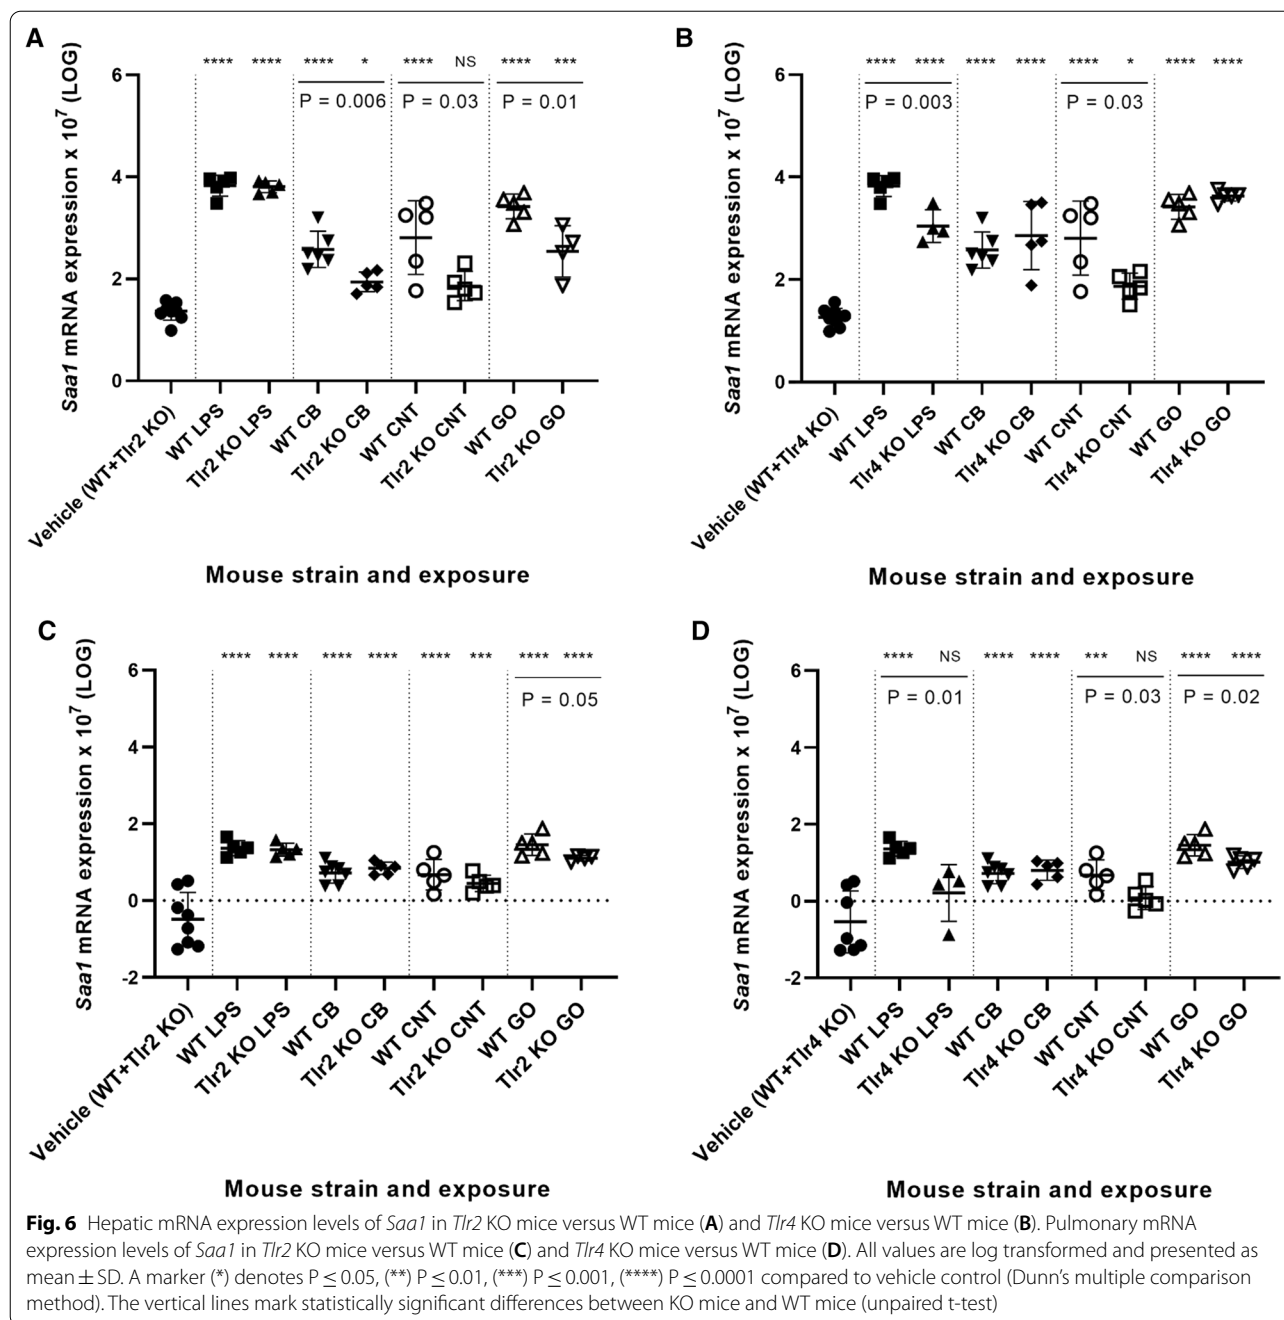 A
Saa1 mRNA expression x 10⁷ (LOG)
**** **** **** * **** NS **** ***
P = 0.006 P = 0.03 P = 0.01
6
4
2
0
Vehicle (WT+Tlr2 KO)
WT LPS
Tlr2 KO LPS
WT CB
Tlr2 KO CB
WT CNT
Tlr2 KO CNT
WT GO
Tlr2 KO GO
Mouse strain and exposure
B
Saa1 mRNA expression x 10⁷ (LOG)
**** **** **** **** **** * **** ****
P = 0.003 P = 0.03
6
4
2
0
Vehicle (WT+Tlr4 KO)
WT LPS
Tlr4 KO LPS
WT CB
Tlr4 KO CB
WT CNT
Tlr4 KO CNT
WT GO
Tlr4 KO GO
Mouse strain and exposure
C
Saa1 mRNA expression x 10⁷ (LOG)
**** **** **** **** **** *** **** ****
P = 0.05
6
4
2
0
-2
Vehicle (WT+Tlr2 KO)
WT LPS
Tlr2 KO LPS
WT CB
Tlr2 KO CB
WT CNT
Tlr2 KO CNT
WT GO
Tlr2 KO GO
Mouse strain and exposure
D
Saa1 mRNA expression x 10⁷ (LOG)
**** NS **** **** *** NS **** ****
P = 0.01 P = 0.03 P = 0.02
6
4
2
0
-2
Vehicle (WT+Tlr4 KO)
WT LPS
Tlr4 KO LPS
WT CB
Tlr4 KO CB
WT CNT
Tlr4 KO CNT
WT GO
Tlr4 KO GO
Mouse strain and exposure
Fig. 6 Hepatic mRNA expression levels of Saa1 in Tlr2 KO mice versus WT mice (A) and Tlr4 KO mice versus WT mice (B). Pulmonary mRNA
expression levels of Saa1 in Tlr2 KO mice versus WT mice (C) and Tlr4 KO mice versus WT mice (D). All values are log transformed and presented as
mean ± SD. A marker (*) denotes P ≤ 0.05, (**) P ≤ 0.01, (***) P ≤ 0.001, (****) P ≤ 0.0001 compared to vehicle control (Dunn's multiple comparison
method). The vertical lines mark statistically significant differences between KO mice and WT mice (unpaired t-test)